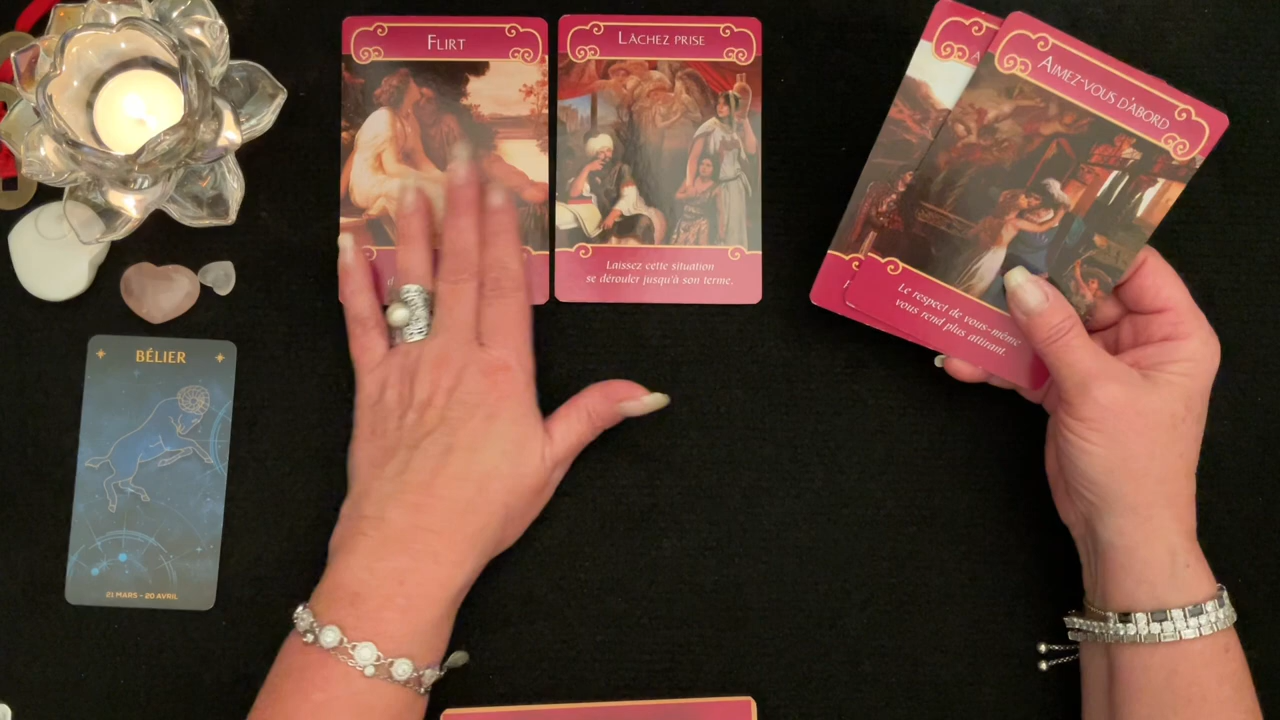 FLIRT
LÂCHEZ PRISE
Laissez cette situation
se dérouler jusqu'à son terme.
AIMEZ-VOUS D'ABORD
Le respect de vous-même
vous rend plus attirant.
BÉLIER
21 MARS - 20 AVRIL